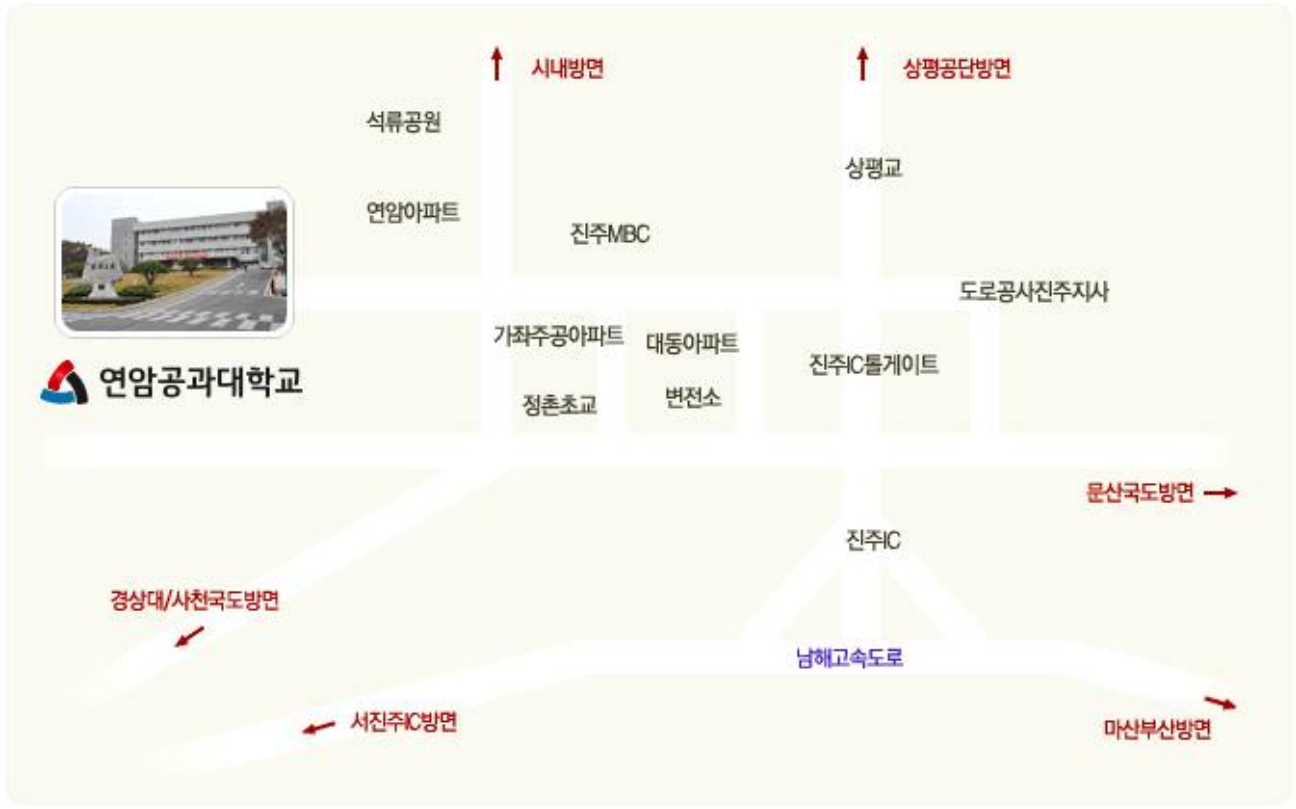 시내방면
상평공단방면
석류공원
상평교
연암아파트
진주MBC
도로공사진주지사
가좌주공아파트
대동아파트
진주IC톨게이트
연암공과대학교
정촌초교
변전소
문산국도방면
진주IC
경상대/사천국도방면
남해고속도로
서진주IC방면
마산부산방면